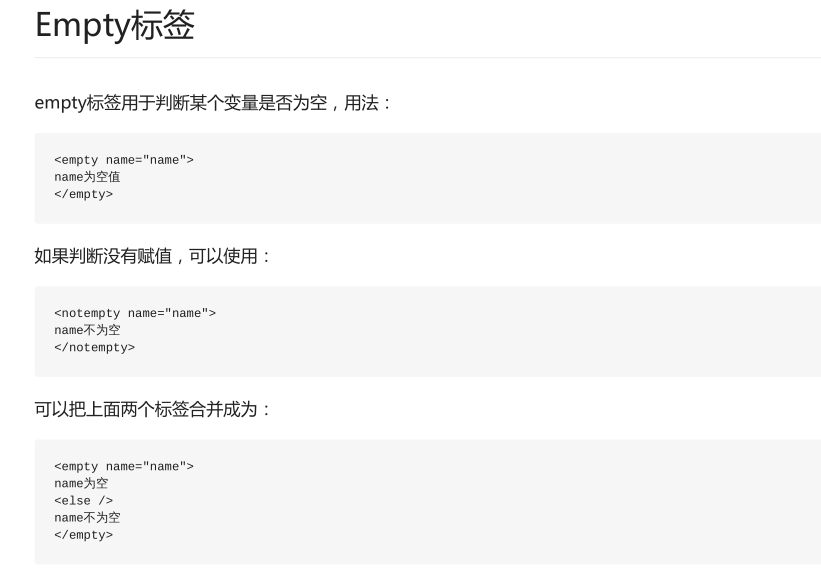 Empty标签
empty标签用于判断某个变量是否为空，用法：
<empty name="name">
name为空值
</empty>
如果判断没有赋值，可以使用：
<notempty name="name">
name不为空
</notempty>
可以把上面两个标签合并成为：
<empty name="name">
name为空
<else />
name不为空
</empty>